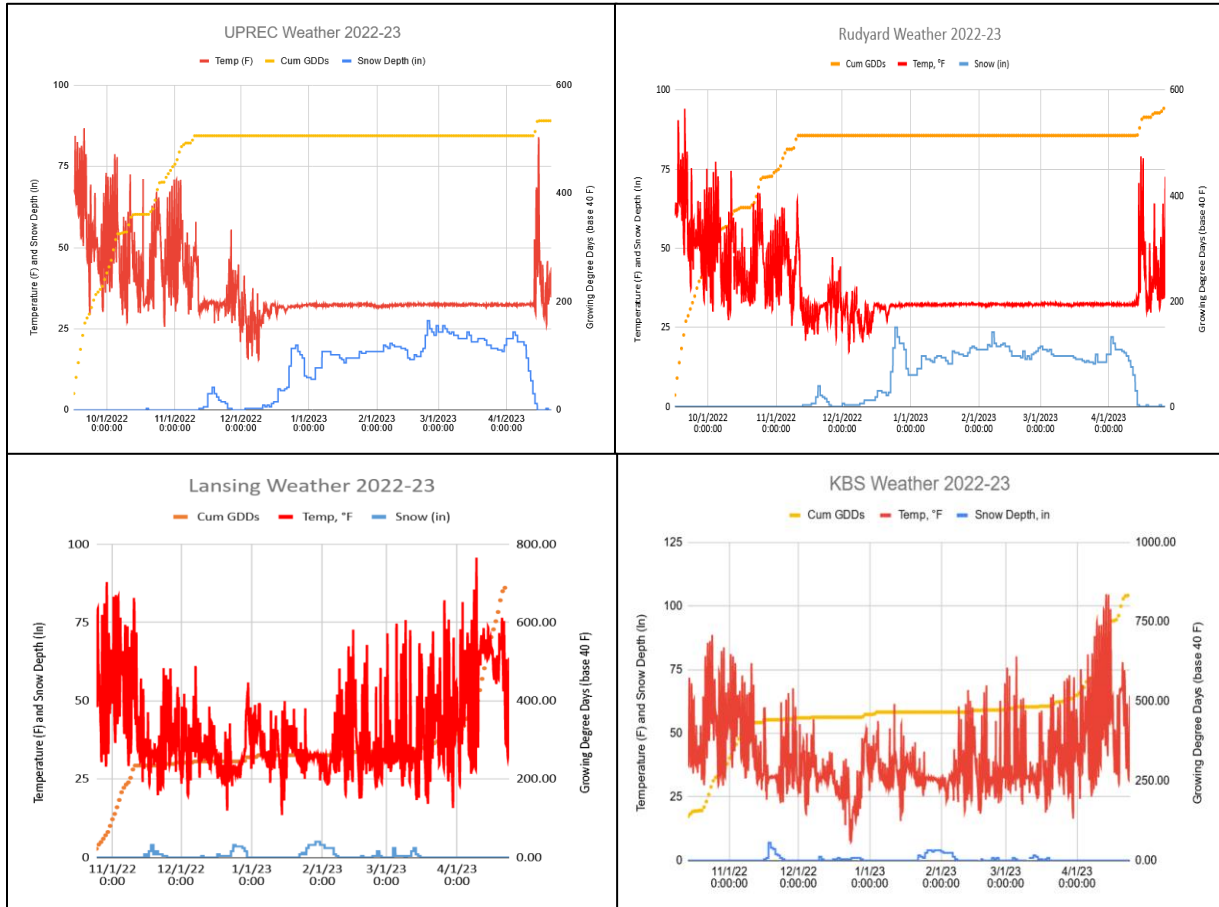 UPREC Weather 2022-23
Temp (F) Cum GDDs Snow Depth (in)
100
75
50
25
0
600
400
200
0
Temperature (F) and Snow Depth (In)
Growing Degree Days (base 40 F)
10/1/2022 11/1/2022 12/1/2022 1/1/2023 2/1/2023 3/1/2023 4/1/2023
0:00:00 0:00:00 0:00:00 0:00:00 0:00:00 0:00:00 0:00:00
Rudyard Weather 2022-23
Cum GDDs Temp, °F Snow (in)
100
75
50
25
0
600
400
200
0
Temperature (F) and Snow Depth (In)
Growing Degree Days (base 40 F)
10/1/2022 11/1/2022 12/1/2022 1/1/2023 2/1/2023 3/1/2023 4/1/2023
0:00:00 0:00:00 0:00:00 0:00:00 0:00:00 0:00:00 0:00:00
Lansing Weather 2022-23
Cum GDDs Temp, °F Snow (in)
100
75
50
25
0
800.00
600.00
400.00
200.00
0.00
Temperature (F) and Snow Depth (In)
Growing Degree Days (base 40 F)
11/1/22 12/1/22 1/1/23 2/1/23 3/1/23 4/1/23
0:00 0:00 0:00 0:00 0:00 0:00
KBS Weather 2022-23
Cum GDDs Temp, °F Snow Depth, in
125
100
75
50
25
0
1000.00
750.00
500.00
250.00
0.00
Temperature (F) and Snow Depth (In)
Growing Degree Days (base 40 F)
11/1/22 12/1/22 1/1/23 2/1/23 3/1/23 4/1/23
0:00:00 0:00:00 0:00:00 0:00:00 0:00:00 0:00:00